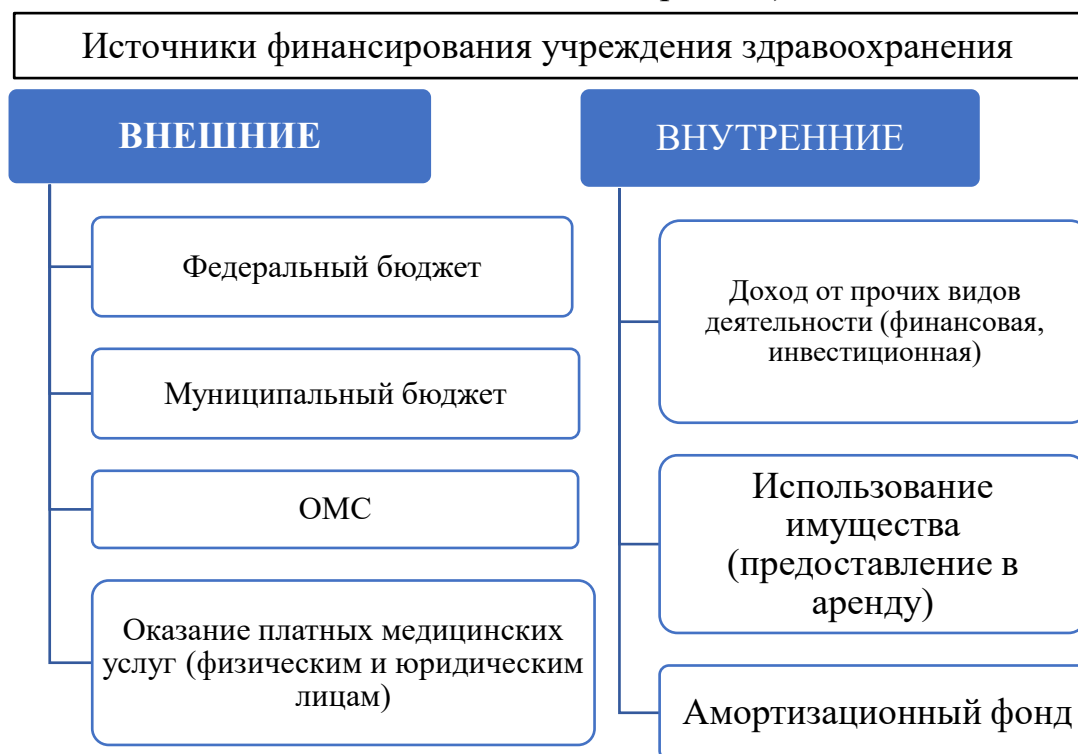 Источники финансирования учреждения здравоохранения
ВНЕШНИЕ
Федеральный бюджет
Муниципальный бюджет
ОМС
Оказание платных медицинских
услуг (физическим и юридическим
лицам)
ВНУТРЕННИЕ
Доход от прочих видов
деятельности (финансовая,
инвестиционная)
Использование
имущества
(предоставление в
аренду)
Амортизационный фонд